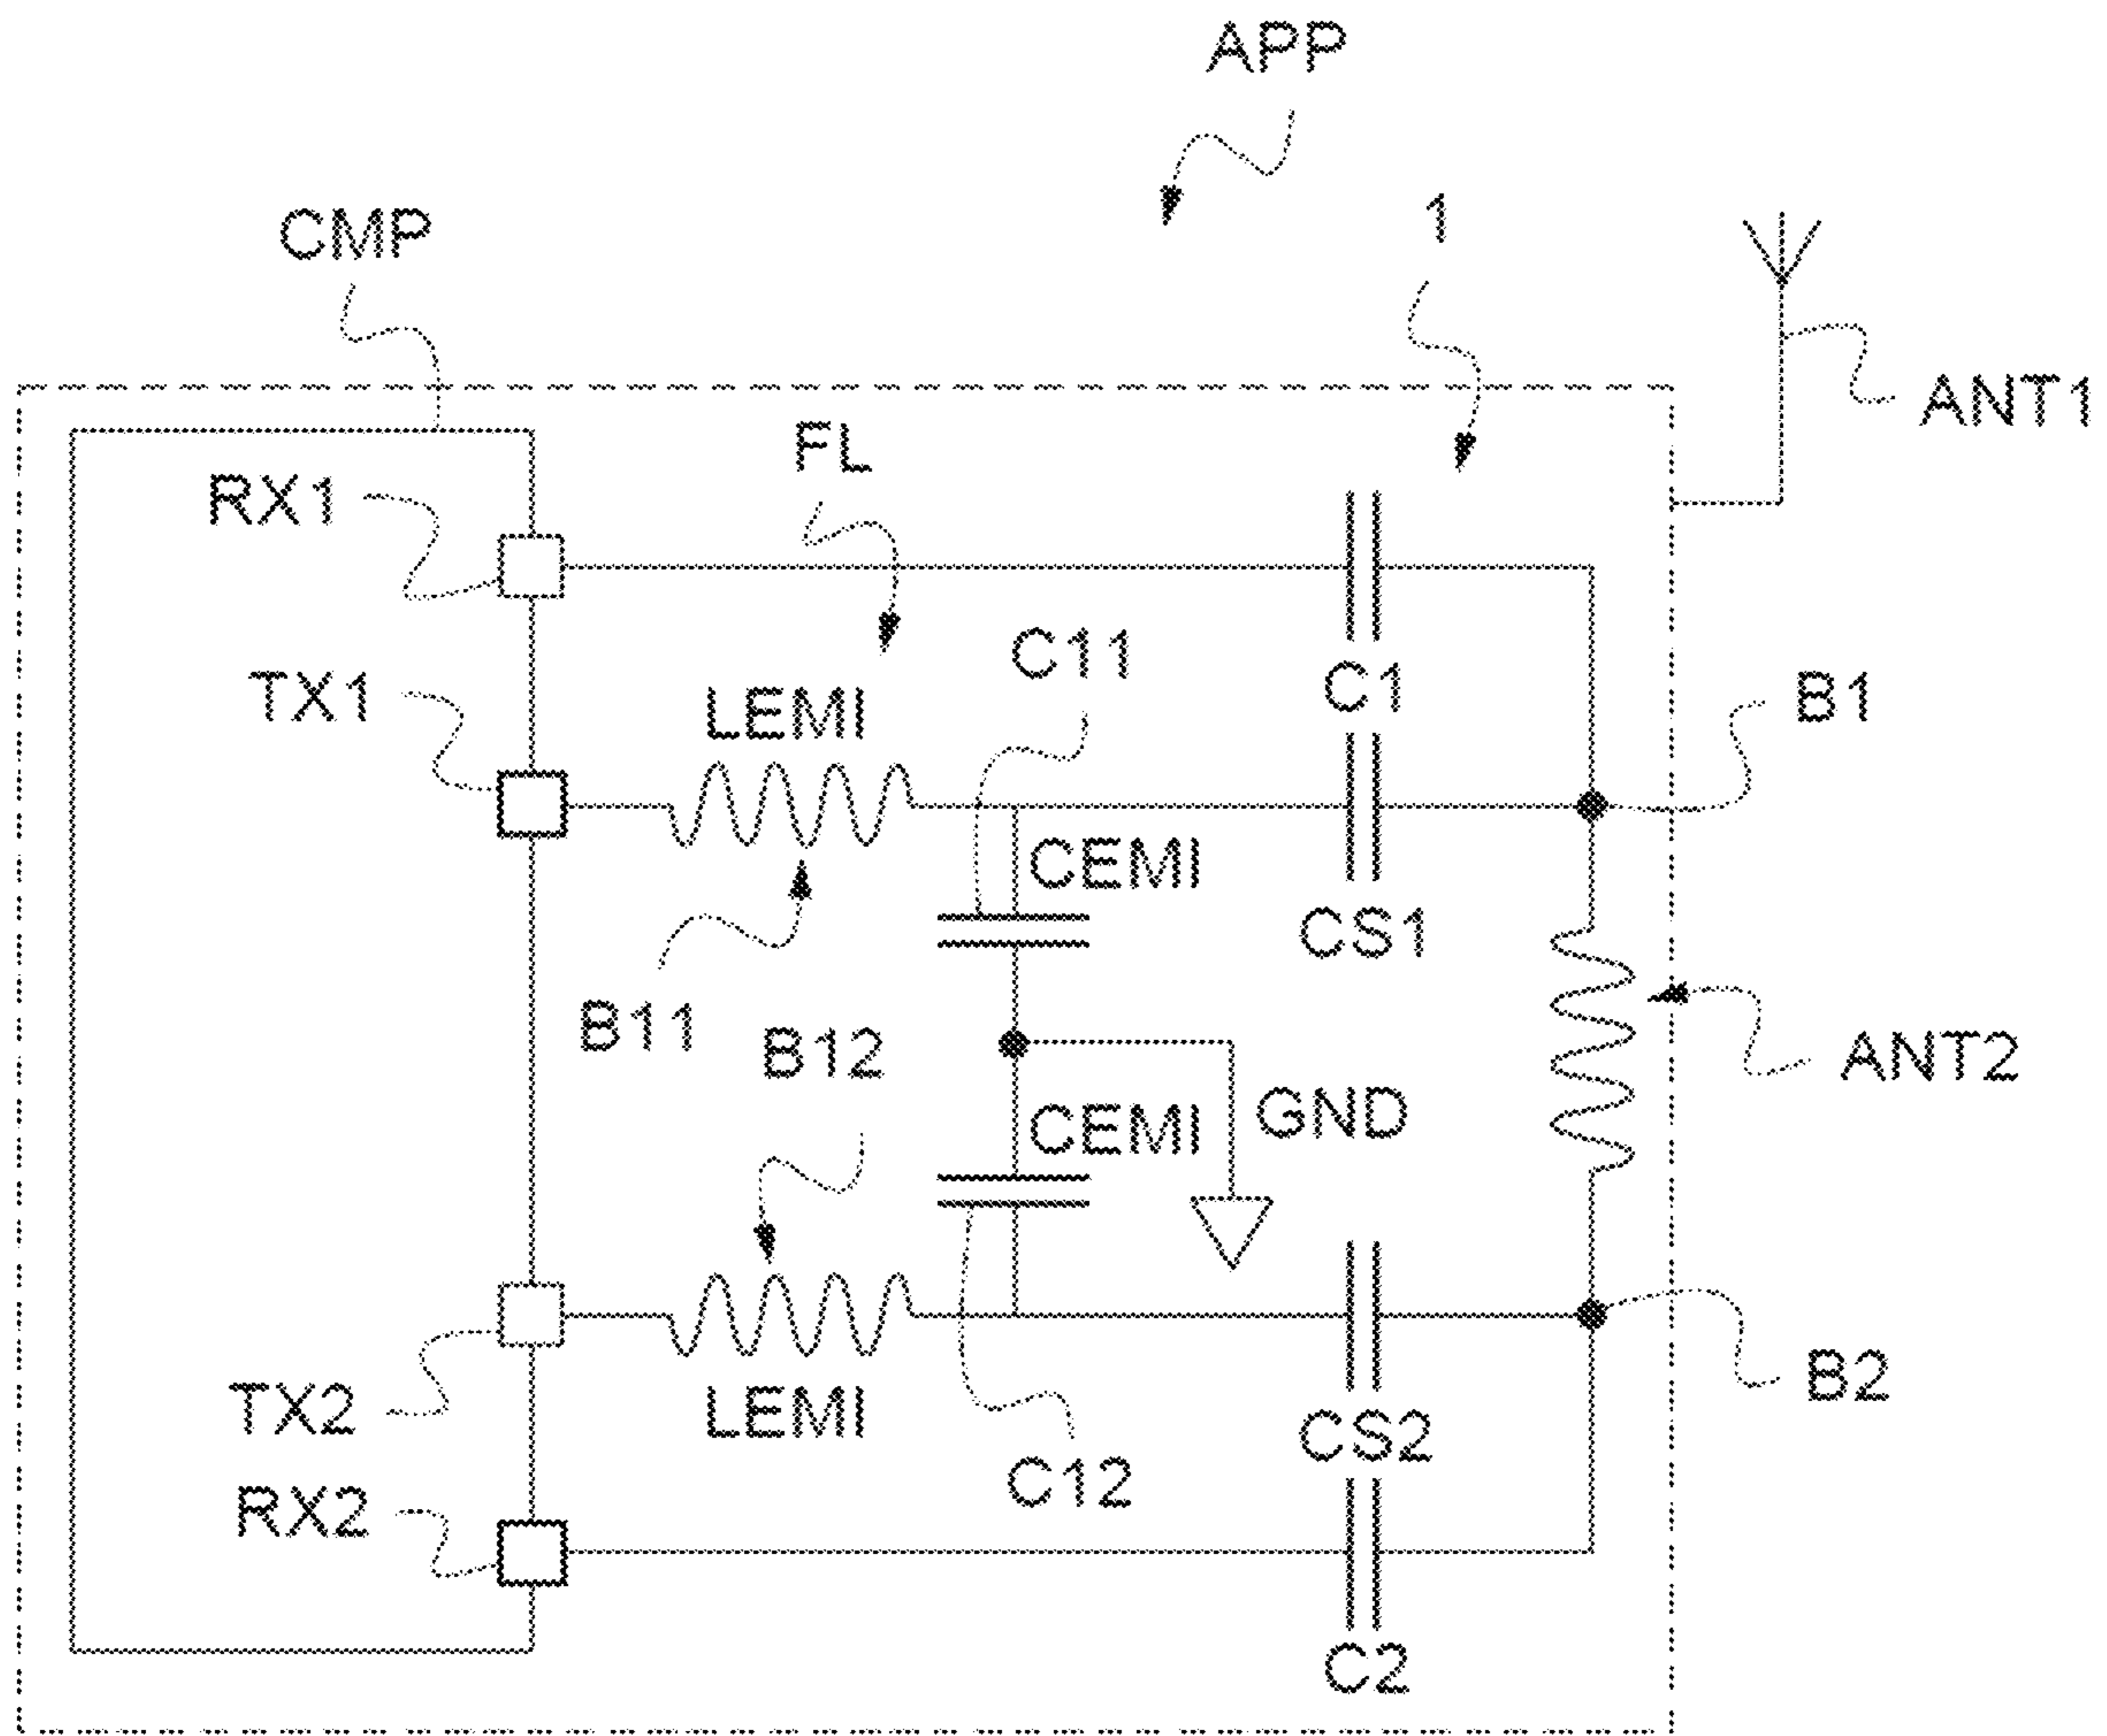 APP
CMP
1
ANT1
FL
RX1
C11
TX1
LEMI
C1
B1
CEMI
CS1
B11
B12
ANT2
CEMI
GND
TX2
LEMI
B2
CS2
C12
RX2
C2